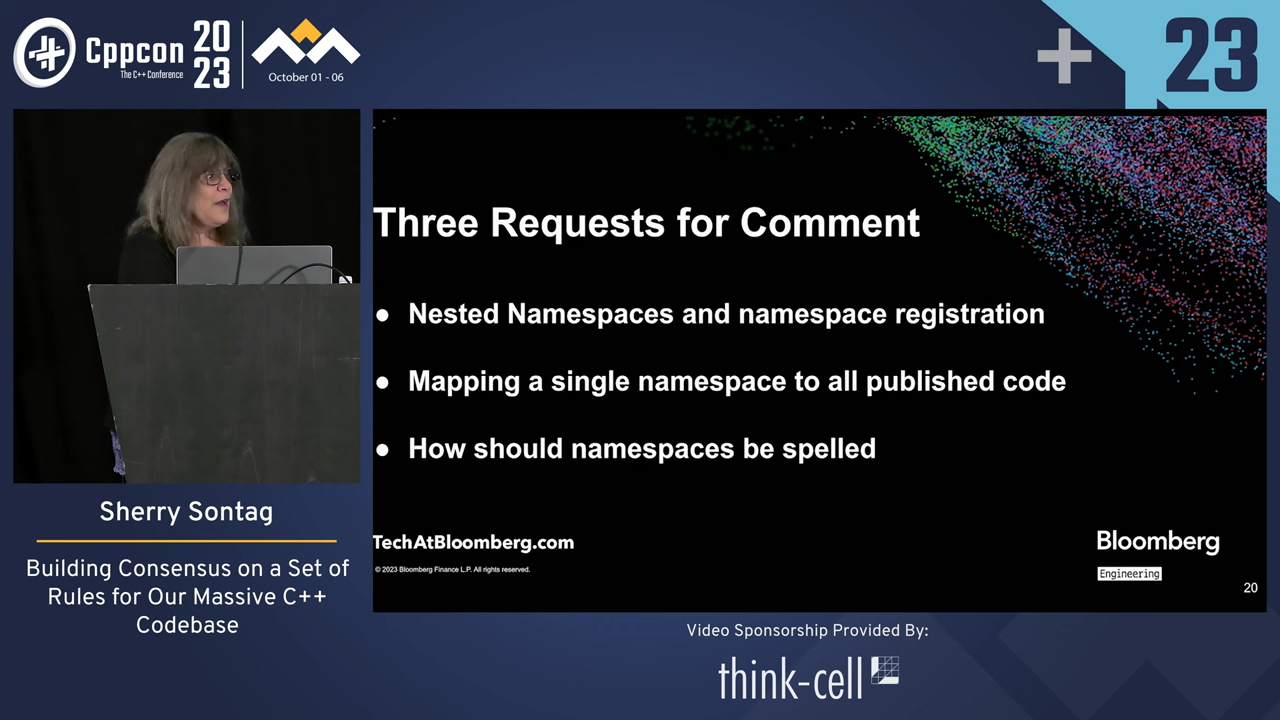 Cppcon
The C++ Conference
20
23
October 01 - 06
+
23
Three Requests for Comment
● Nested Namespaces and namespace registration
● Mapping a single namespace to all published code
● How should namespaces be spelled
TechAtBloomberg.com
© 2023 Bloomberg Finance L.P. All rights reserved.
Bloomberg
Engineering
20
Sherry Sontag
Building Consensus on a Set of
Rules for Our Massive C++
Codebase
Video Sponsorship Provided By:
think-cell